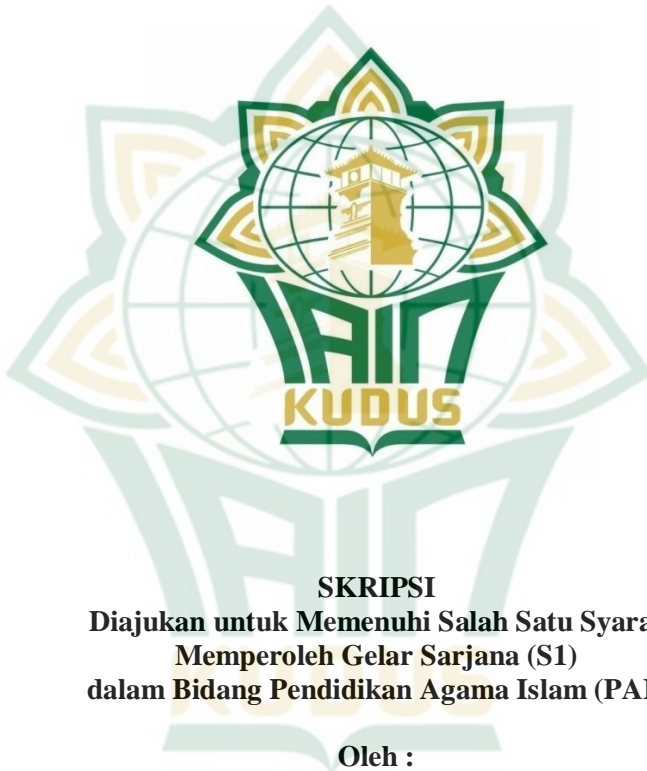 IAIN
KUDUS
SKRIPSI
Diajukan untuk Memenuhi Salah Satu Syara
Memperoleh Gelar Sarjana (S1)
dalam Bidang Pendidikan Agama Islam (PAI
Oleh :